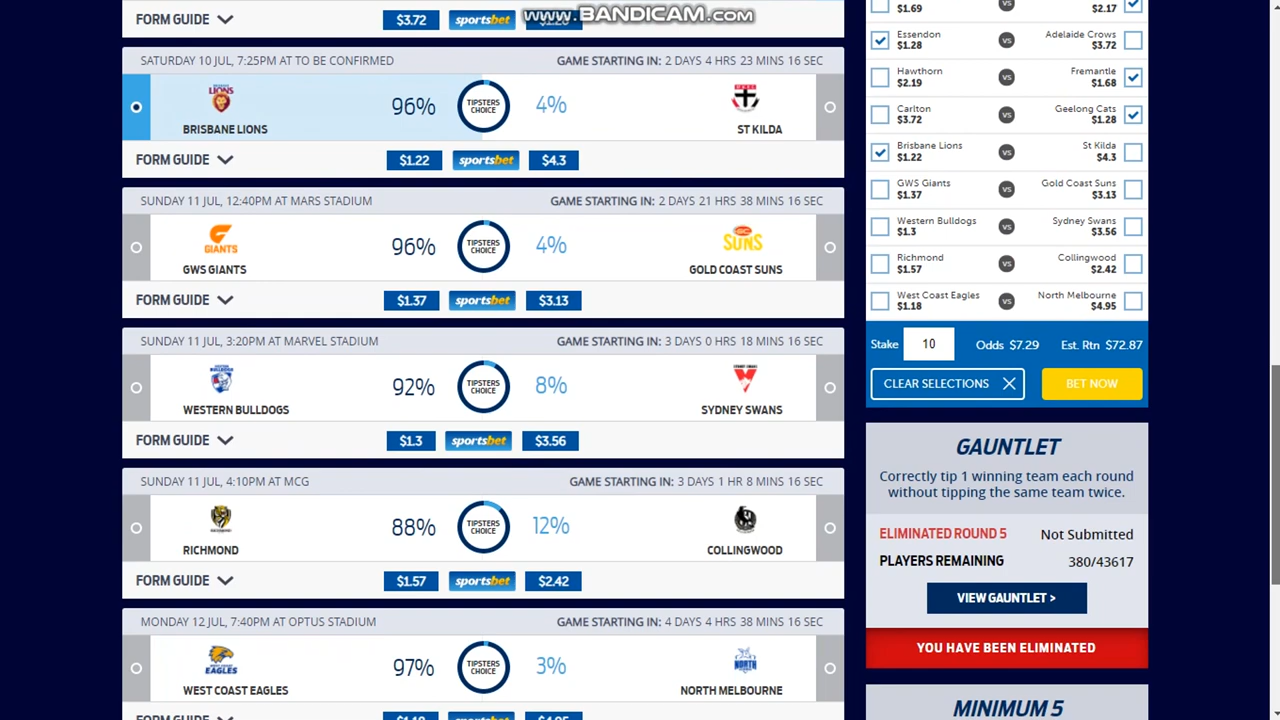 www.BANDICAM.com
FORM GUIDE $3.72 sportsbet
SATURDAY 10 JUL, 7:25PM AT TO BE CONFIRMED GAME STARTING IN: 2 DAYS 4 HRS 23 MINS 16 SEC
96% TIPSTERS CHOICE 4%
BRISBANE LIONS ST KILDA
FORM GUIDE $1.22 sportsbet $4.3
SUNDAY 11 JUL, 12:40PM AT MARS STADIUM GAME STARTING IN: 2 DAYS 21 HRS 38 MINS 16 SEC
96% TIPSTERS CHOICE 4%
GWS GIANTS GOLD COAST SUNS
FORM GUIDE $1.37 sportsbet $3.13
SUNDAY 11 JUL, 3:20PM AT MARVEL STADIUM GAME STARTING IN: 3 DAYS 0 HRS 18 MINS 16 SEC
92% TIPSTERS CHOICE 8%
WESTERN BULLDOGS SYDNEY SWANS
FORM GUIDE $1.3 sportsbet $3.56
SUNDAY 11 JUL, 4:10PM AT MCG GAME STARTING IN: 3 DAYS 1 HR 8 MINS 16 SEC
88% TIPSTERS CHOICE 12%
RICHMOND COLLINGWOOD
FORM GUIDE $1.57 sportsbet $2.42
MONDAY 12 JUL, 7:40PM AT OPTUS STADIUM GAME STARTING IN: 4 DAYS 4 HRS 38 MINS 16 SEC
97% TIPSTERS CHOICE 3%
WEST COAST EAGLES NORTH MELBOURNE
$1.69 vs $2.17
Essendon vs Adelaide Crows
$1.28 $3.72
Hawthorn vs Fremantle
$2.19 $1.68
Carlton vs Geelong Cats
$3.72 $1.28
Brisbane Lions vs St Kilda
$1.22 $4.3
GWS Giants vs Gold Coast Suns
$1.37 $3.13
Western Bulldogs vs Sydney Swans
$1.3 $3.56
Richmond vs Collingwood
$1.57 $2.42
West Coast Eagles vs North Melbourne
$1.18 $4.95
Stake 10 Odds $7.29 Est. Rtn $72.87
CLEAR SELECTIONS BET NOW
GAUNTLET
Correctly tip 1 winning team each round
without tipping the same team twice.
ELIMINATED ROUND 5 Not Submitted
PLAYERS REMAINING 380/43617
VIEW GAUNTLET >
YOU HAVE BEEN ELIMINATED
MINIMUM 5